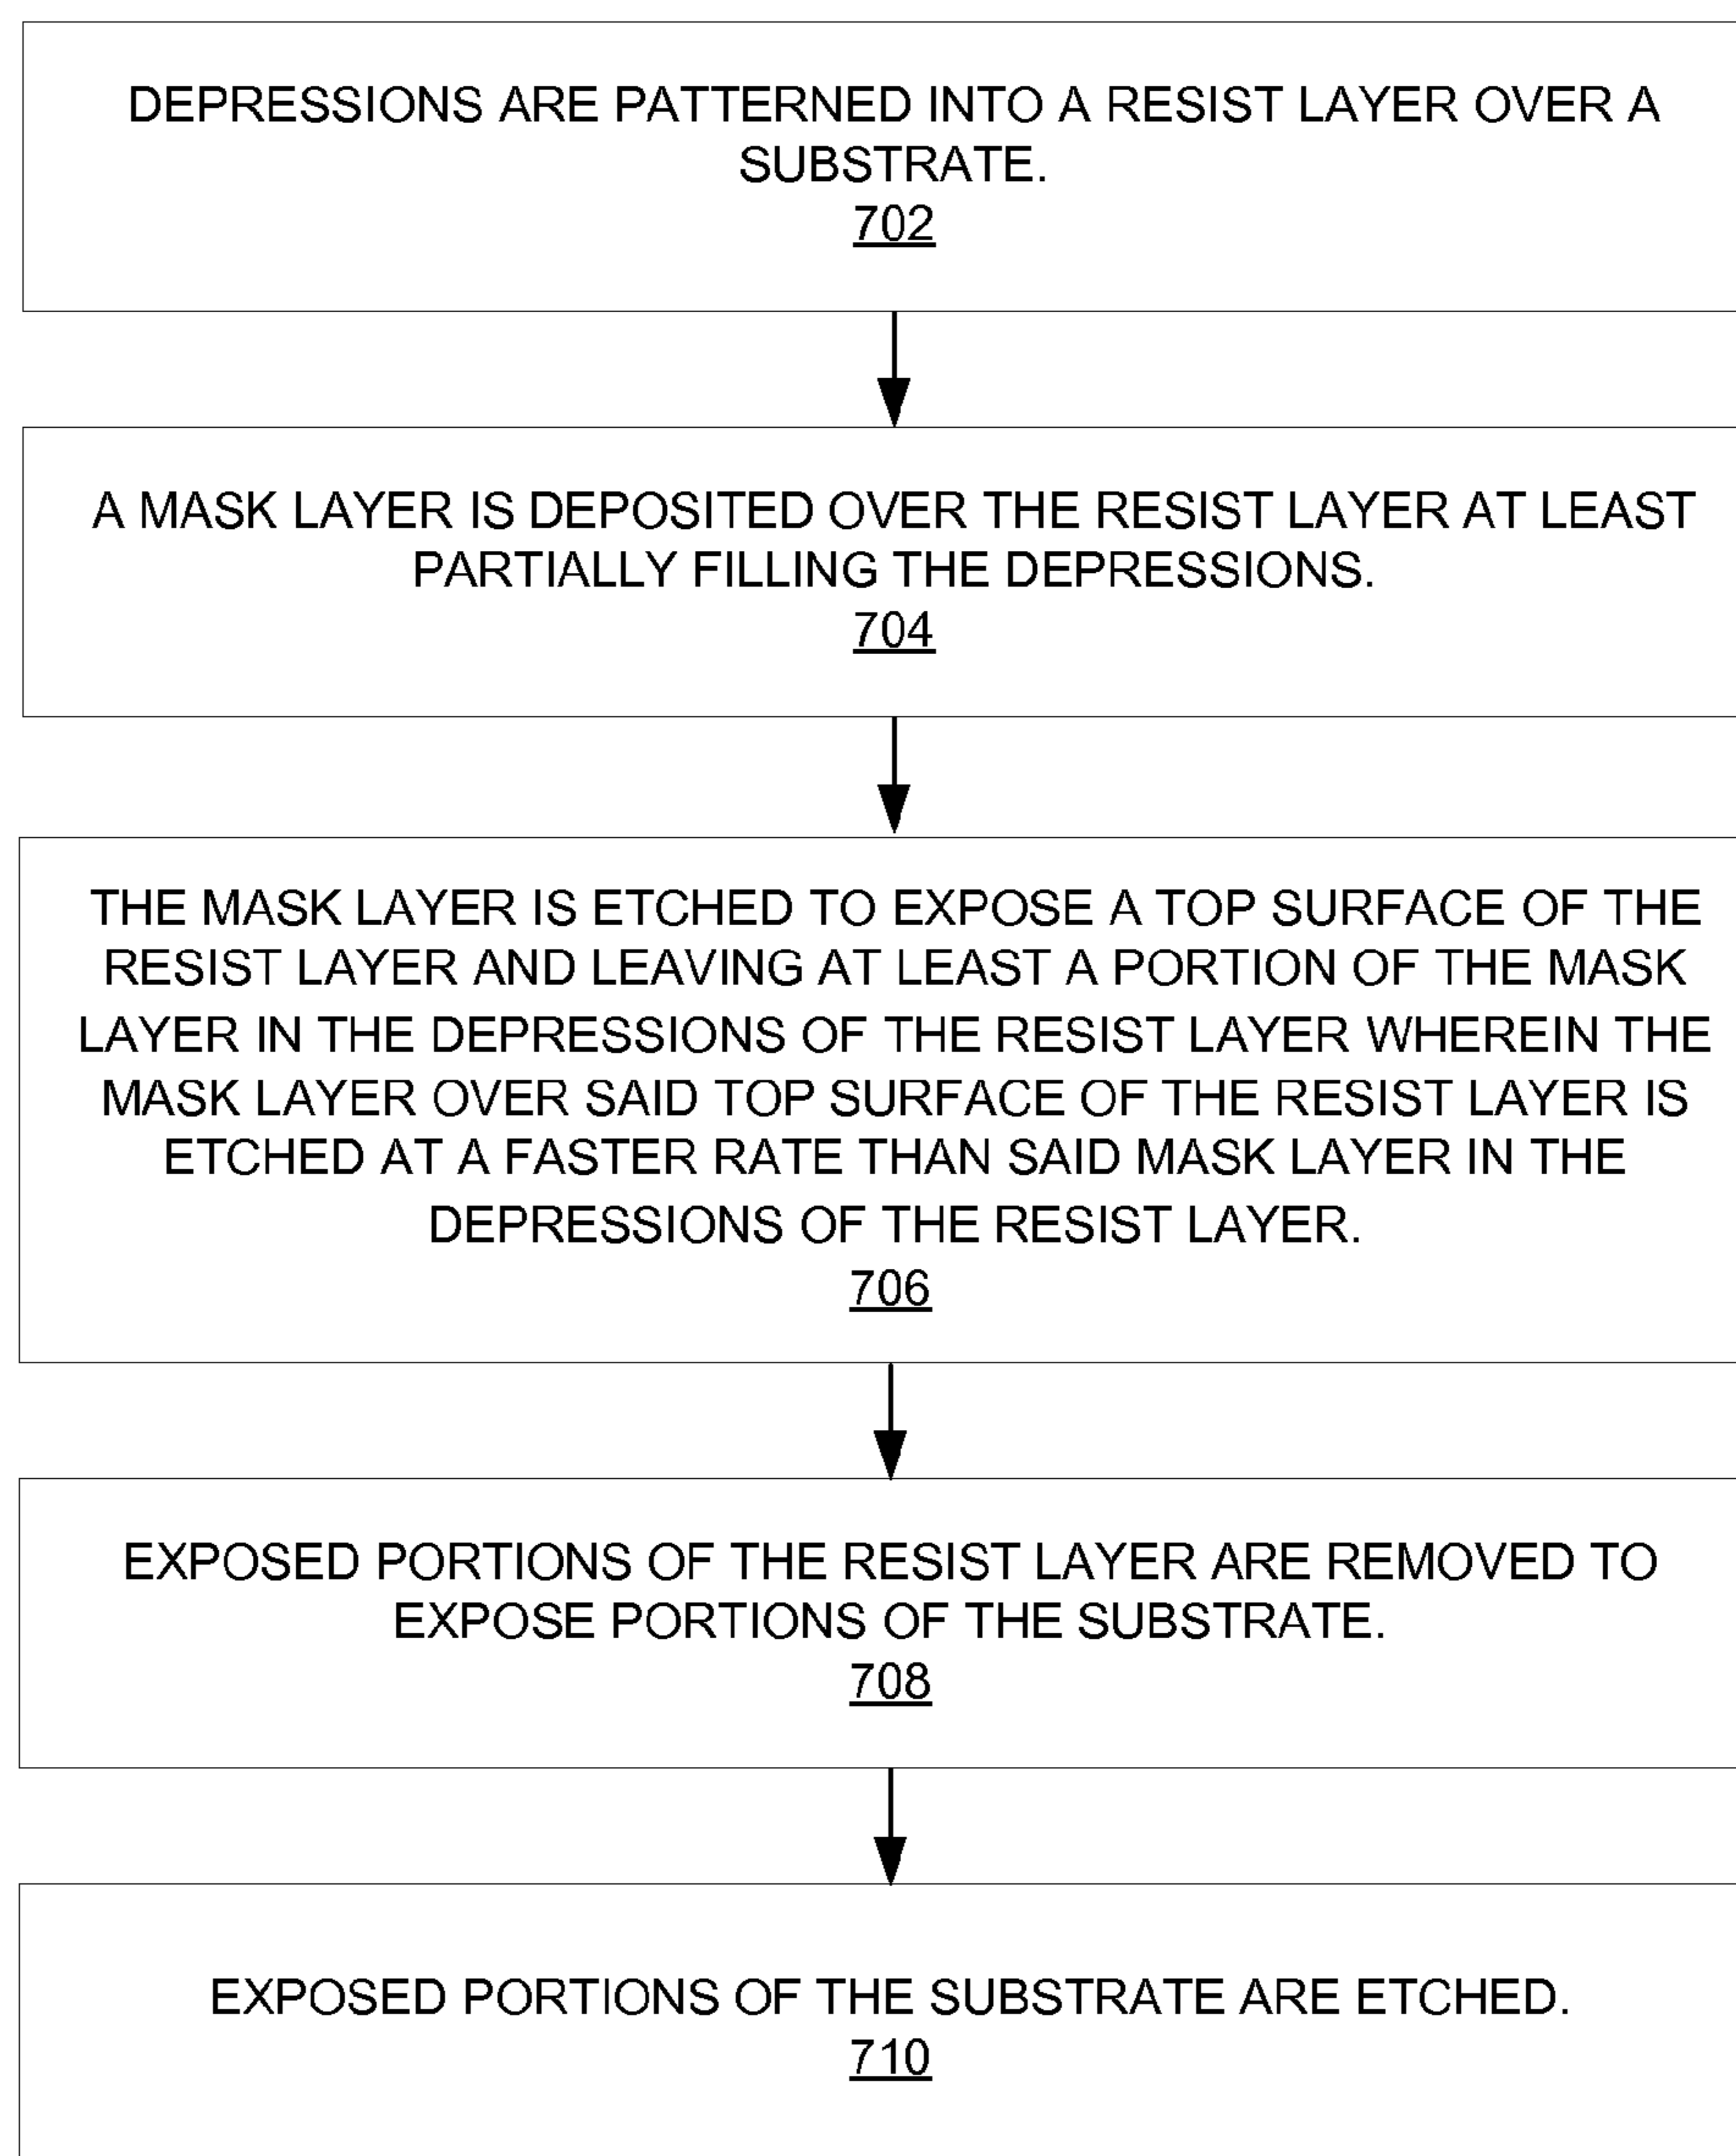 DEPRESSIONS ARE PATTERNED INTO A RESIST LAYER OVER A
SUBSTRATE.
702
A MASK LAYER IS DEPOSITED OVER THE RESIST LAYER AT LEAST
PARTIALLY FILLING THE DEPRESSIONS.
704
THE MASK LAYER IS ETCHED TO EXPOSE A TOP SURFACE OF THE
RESIST LAYER AND LEAVING AT LEAST A PORTION OF THE MASK
LAYER IN THE DEPRESSIONS OF THE RESIST LAYER WHEREIN THE
MASK LAYER OVER SAID TOP SURFACE OF THE RESIST LAYER IS
ETCHED AT A FASTER RATE THAN SAID MASK LAYER IN THE
DEPRESSIONS OF THE RESIST LAYER.
706
EXPOSED PORTIONS OF THE RESIST LAYER ARE REMOVED TO
EXPOSE PORTIONS OF THE SUBSTRATE.
708
EXPOSED PORTIONS OF THE SUBSTRATE ARE ETCHED.
710